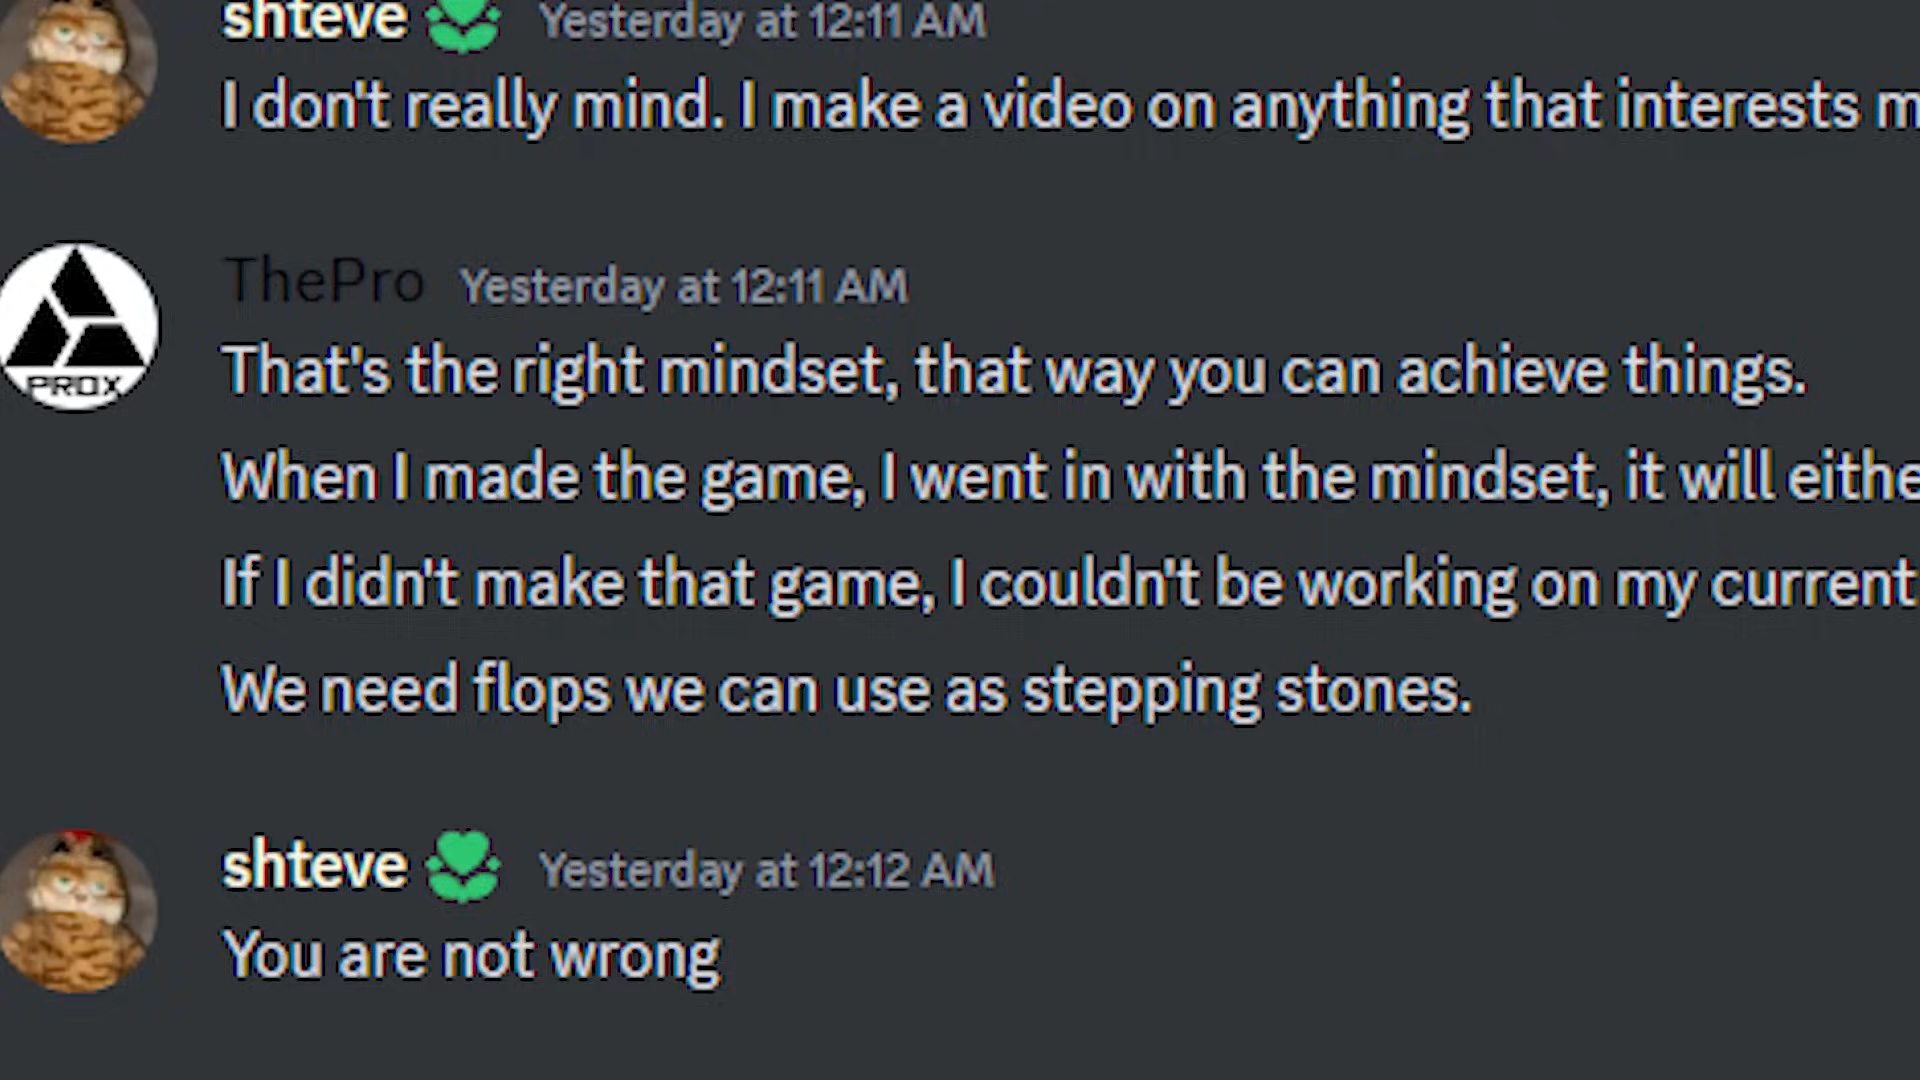 shteve Yesterday at 12:11 AM
I don't really mind. I make a video on anything that interests
ThePro Yesterday at 12:11 AM
PROX
That's the right mindset, that way you can achieve things.
When I made the game, I went in with the mindset, it will
If I didn't make that game, I couldn't be working on my current
We need flops we can use as stepping stones.
shteve Yesterday at 12:12 AM
You are not wrong